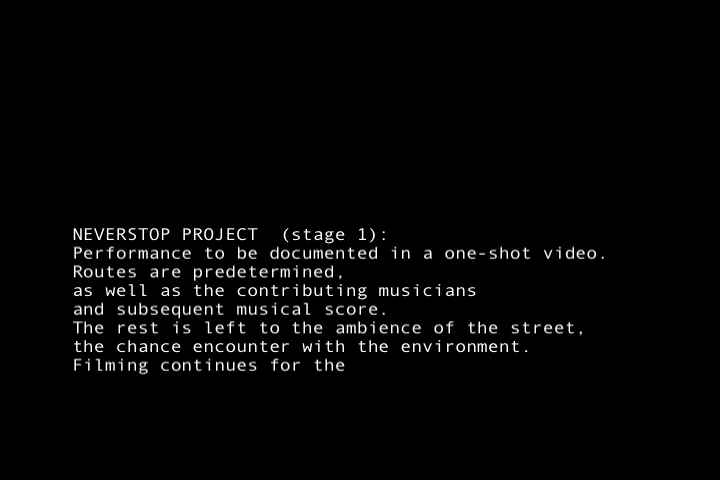 NEVERSTOP PROJECT  (stage 1):
Performance to be documented in a one-shot video.
Routes are predetermined,
as well as the contributing musicians
and subsequent musical score.
The rest is left to the ambience of the street,
the chance encounter with the environment.
Filming continues for the